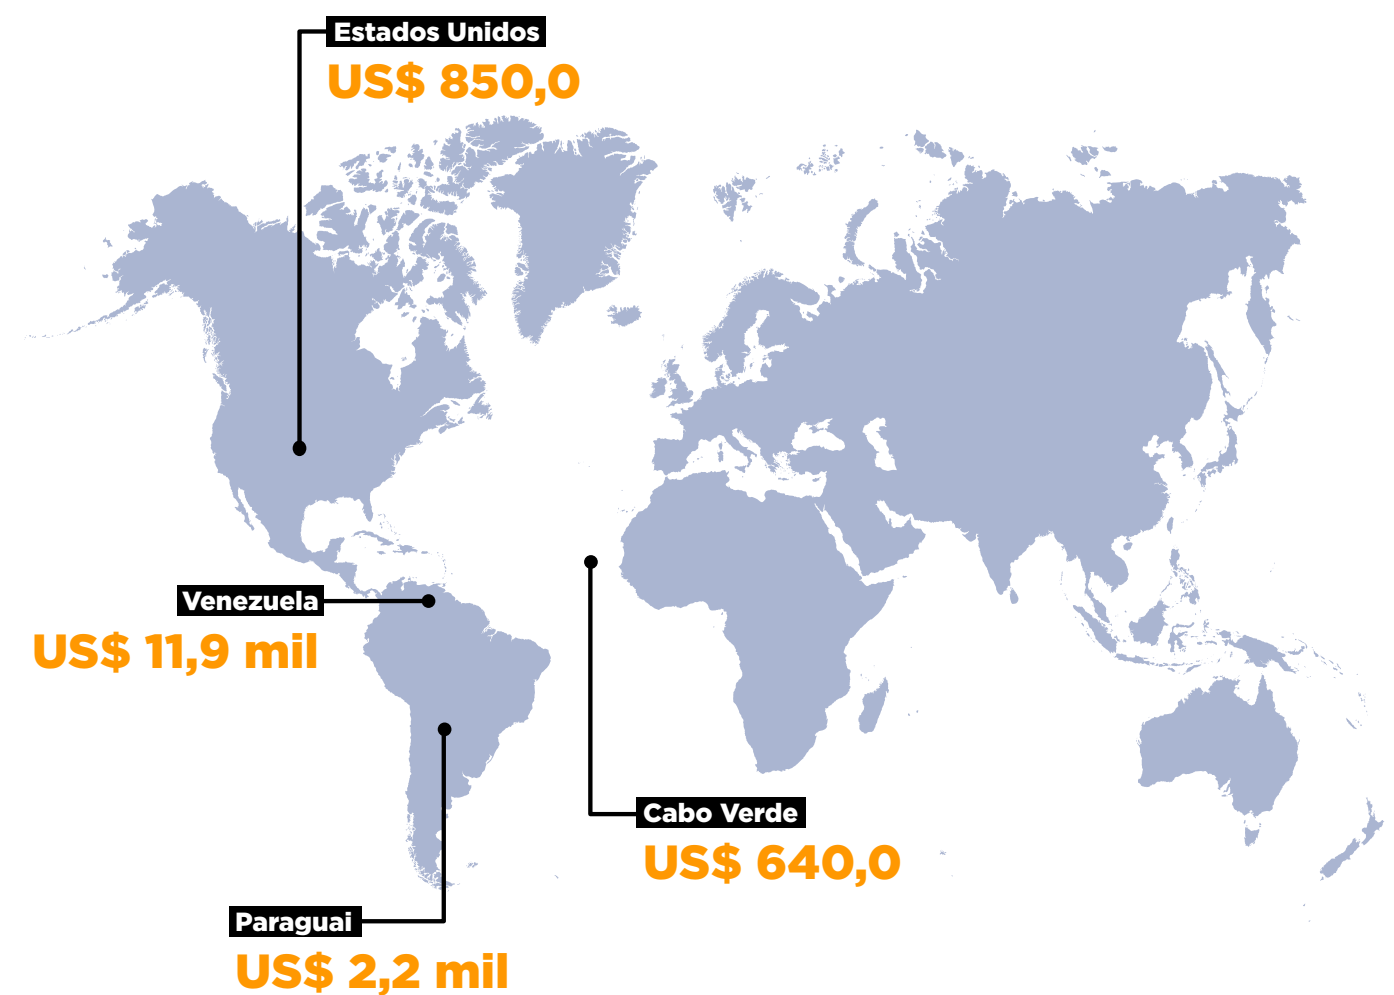 Estados Unidos
US$ 850,0
Venezuela
US$ 11,9 mil
Cabo Verde
US$ 640,0
Paraguai
US$ 2,2 mil